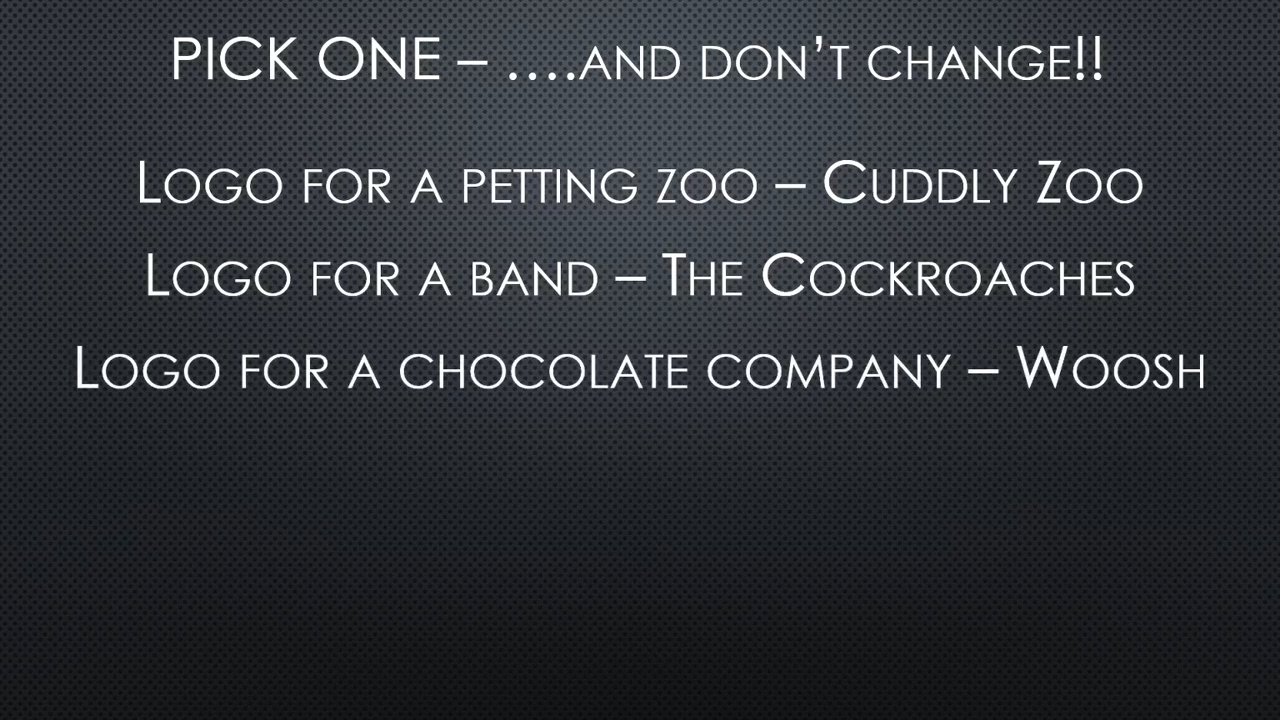 PICK ONE – ....AND DON’T CHANGE!!
LOGO FOR A PETTING ZOO – CUDDLY ZOO
LOGO FOR A BAND – THE COCKROACHES
LOGO FOR A CHOCOLATE COMPANY – WOOSH